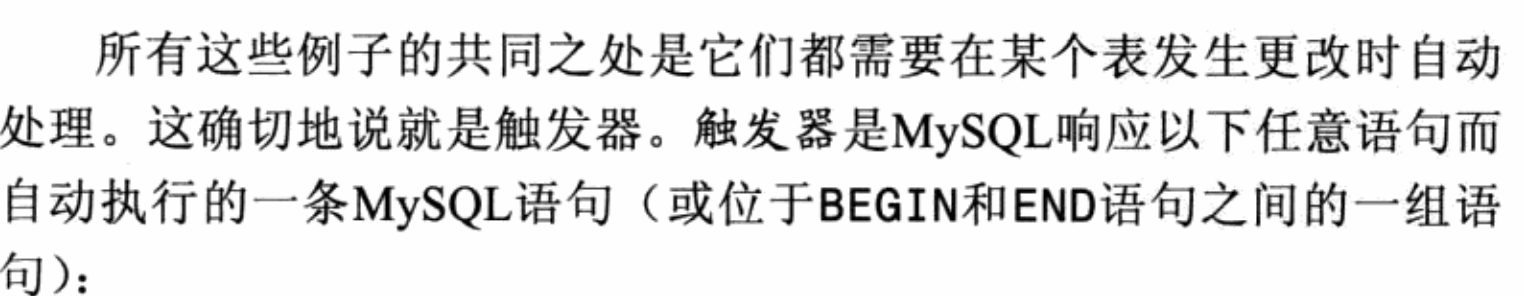 所有这些例子的共同之处是它们都需要在某个表发生更改时自动
处理。这确切地说就是触发器。触发器是MySQL响应以下任意语句而
自动执行的一条MySQL语句（或位于BEGIN和END语句之间的一组语
句）：